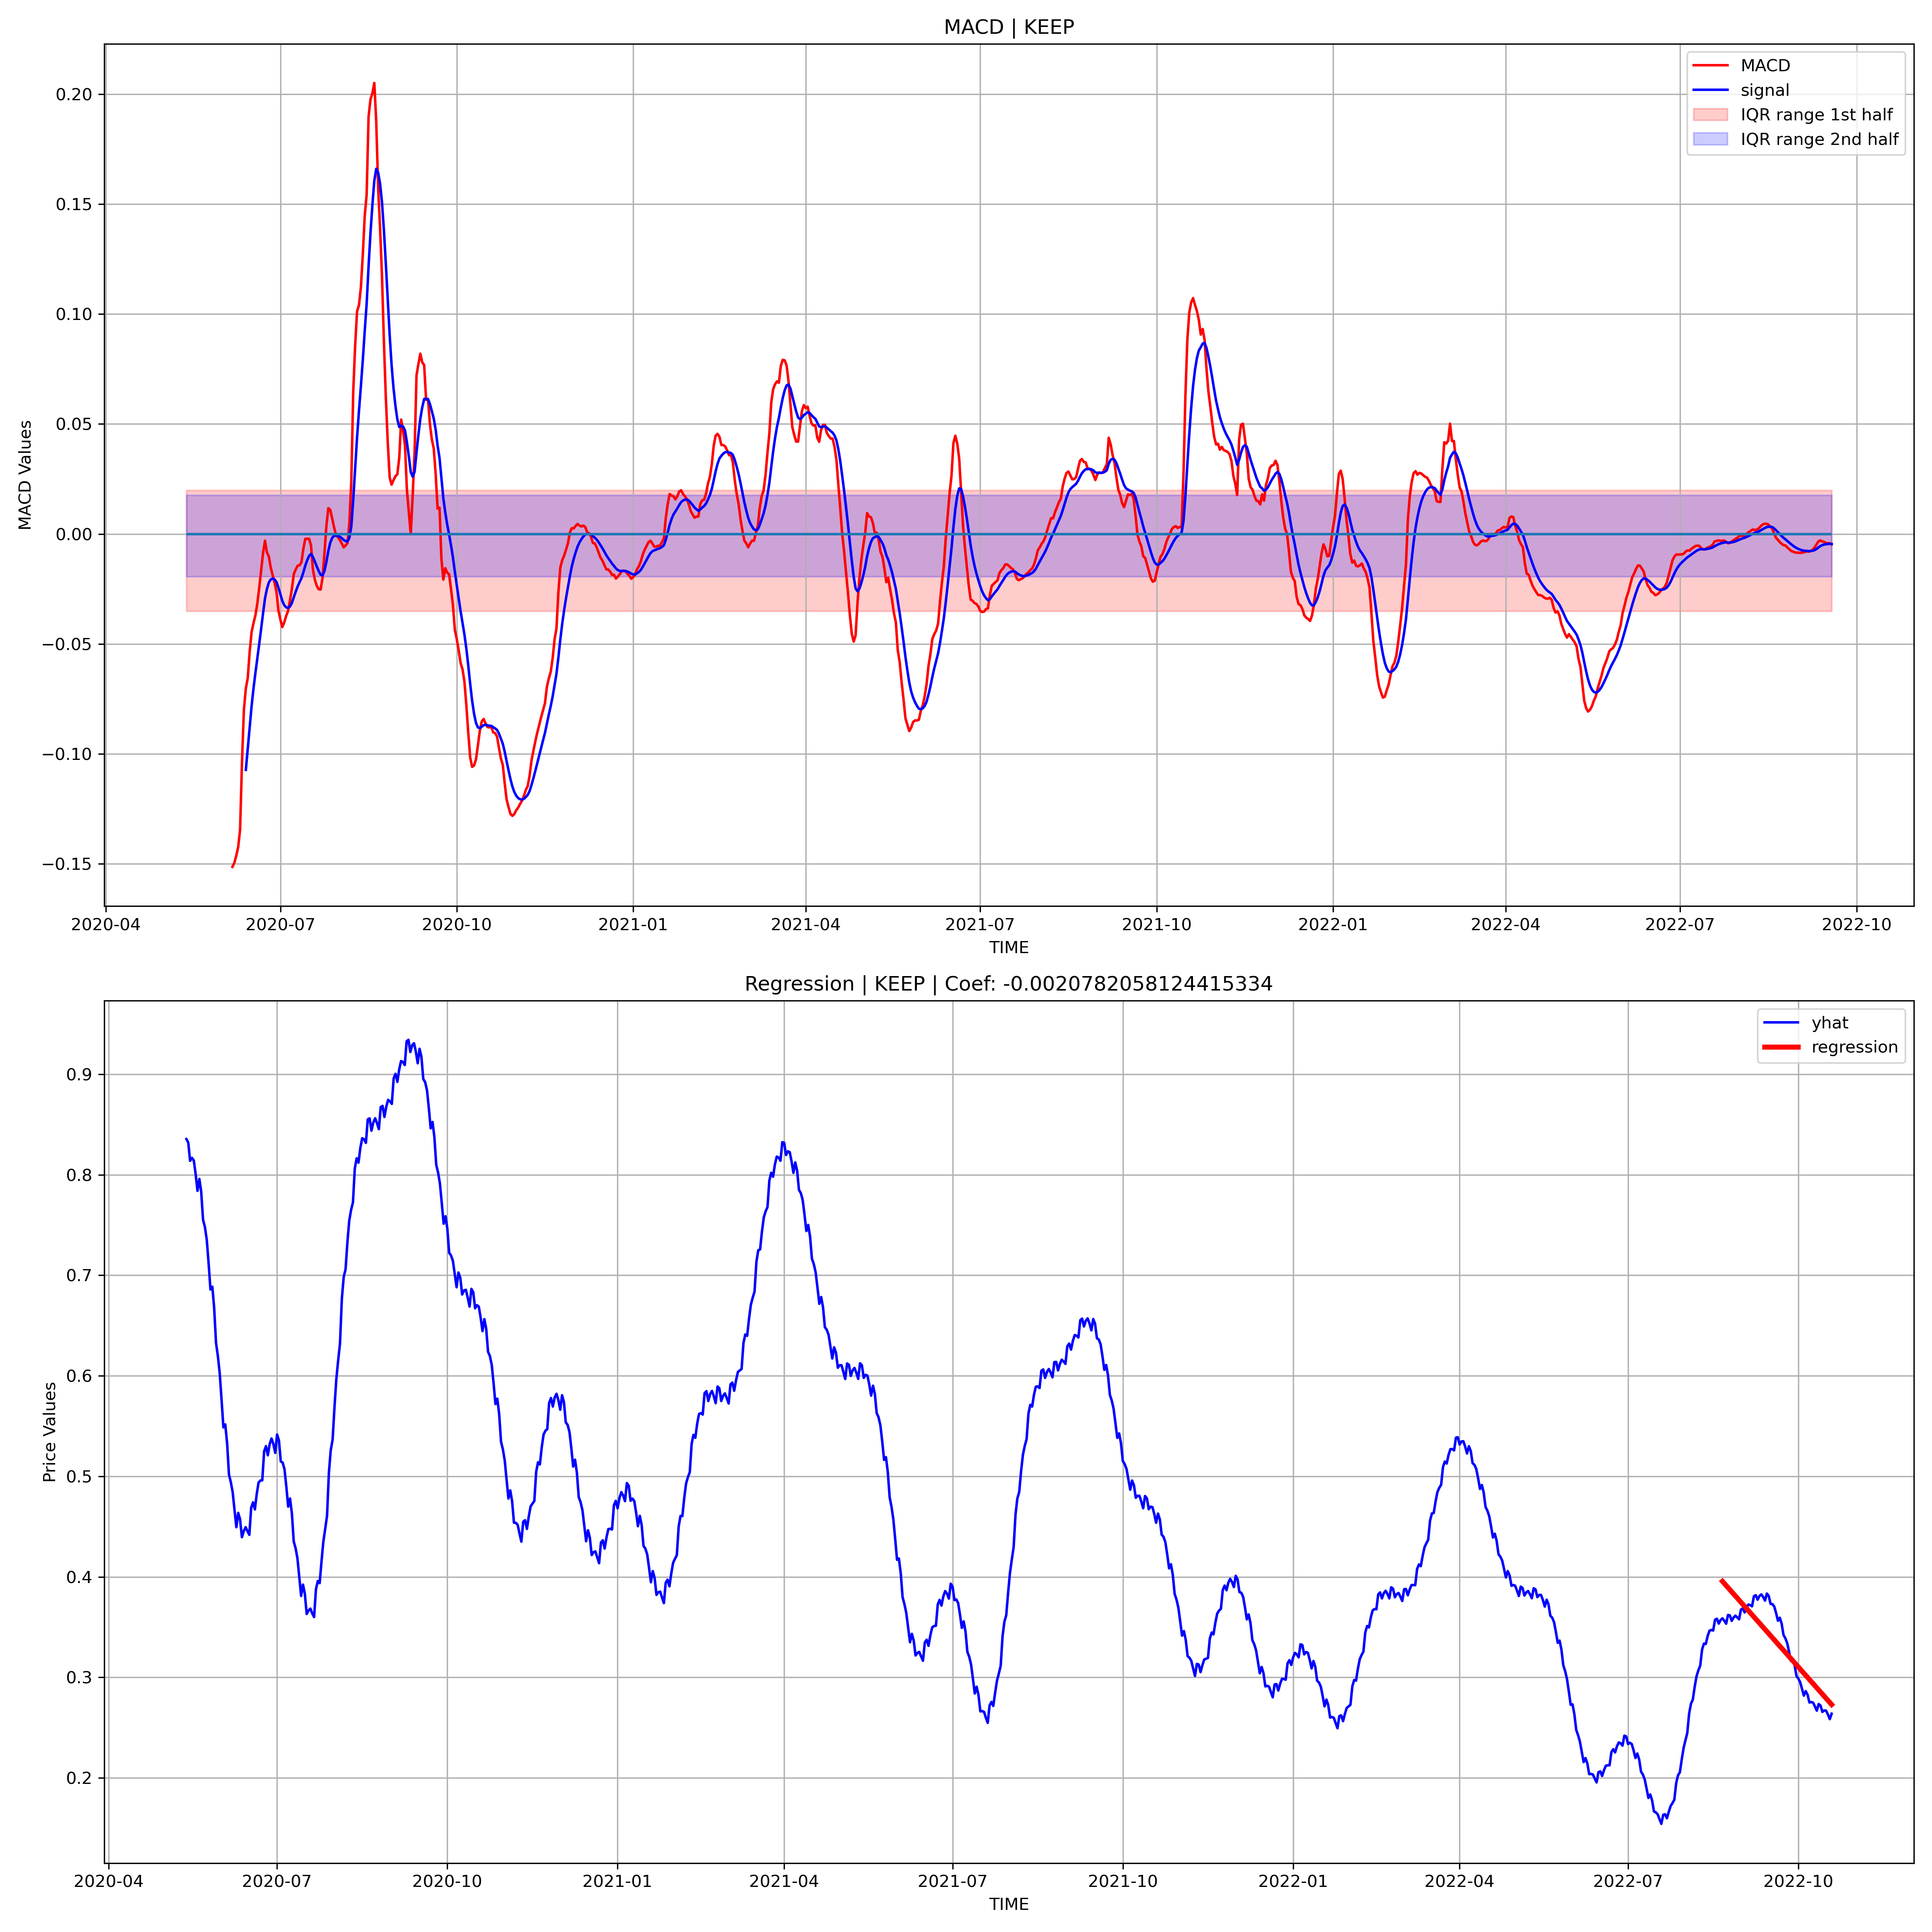 MACD | KEEP
MACD
signal
IQR range 1st half
IQR range 2nd half
0.20
0.15
0.10
0.05
0.00
−0.05
−0.10
−0.15
MACD Values
2020-04 2020-07 2020-10 2021-01 2021-04 2021-07 2021-10 2022-01 2022-04 2022-07 2022-10
TIME
Regression | KEEP | Coef: -0.0020782058124415334
yhat
regression
0.9
0.8
0.7
0.6
0.5
0.4
0.3
0.2
Price Values
2020-04 2020-07 2020-10 2021-01 2021-04 2021-07 2021-10 2022-01 2022-04 2022-07 2022-10
TIME